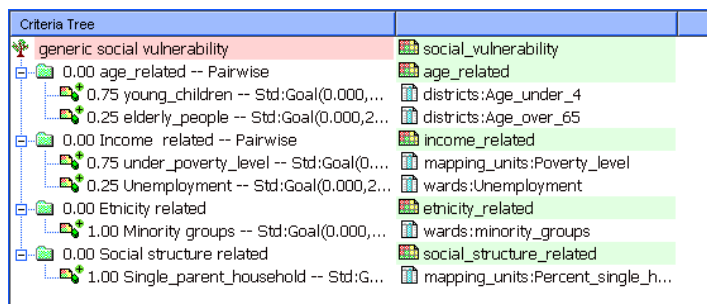 Criteria Tree
generic social vulnerability social_vulnerability
0.00 age_related -- Pairwise age_related
0.75 young_children -- Std:Goal(0.000,... districts:Age_under_4
0.25 elderly_people -- Std:Goal(0.000,2... districts:Age_over_65
0.00 Income related -- Pairwise income_related
0.75 under_poverty_level -- Std:Goal(0.... mapping_units:Poverty_level
0.25 Unemployment -- Std:Goal(0.000,2... wards:Unemployment
0.00 Etnicity related etnicity_related
1.00 Minority groups -- Std:Goal(0.000,... wards:minority_groups
0.00 Social structure related social_structure_related
1.00 Single_parent_household -- Std:G... mapping_units:Percent_single_h...